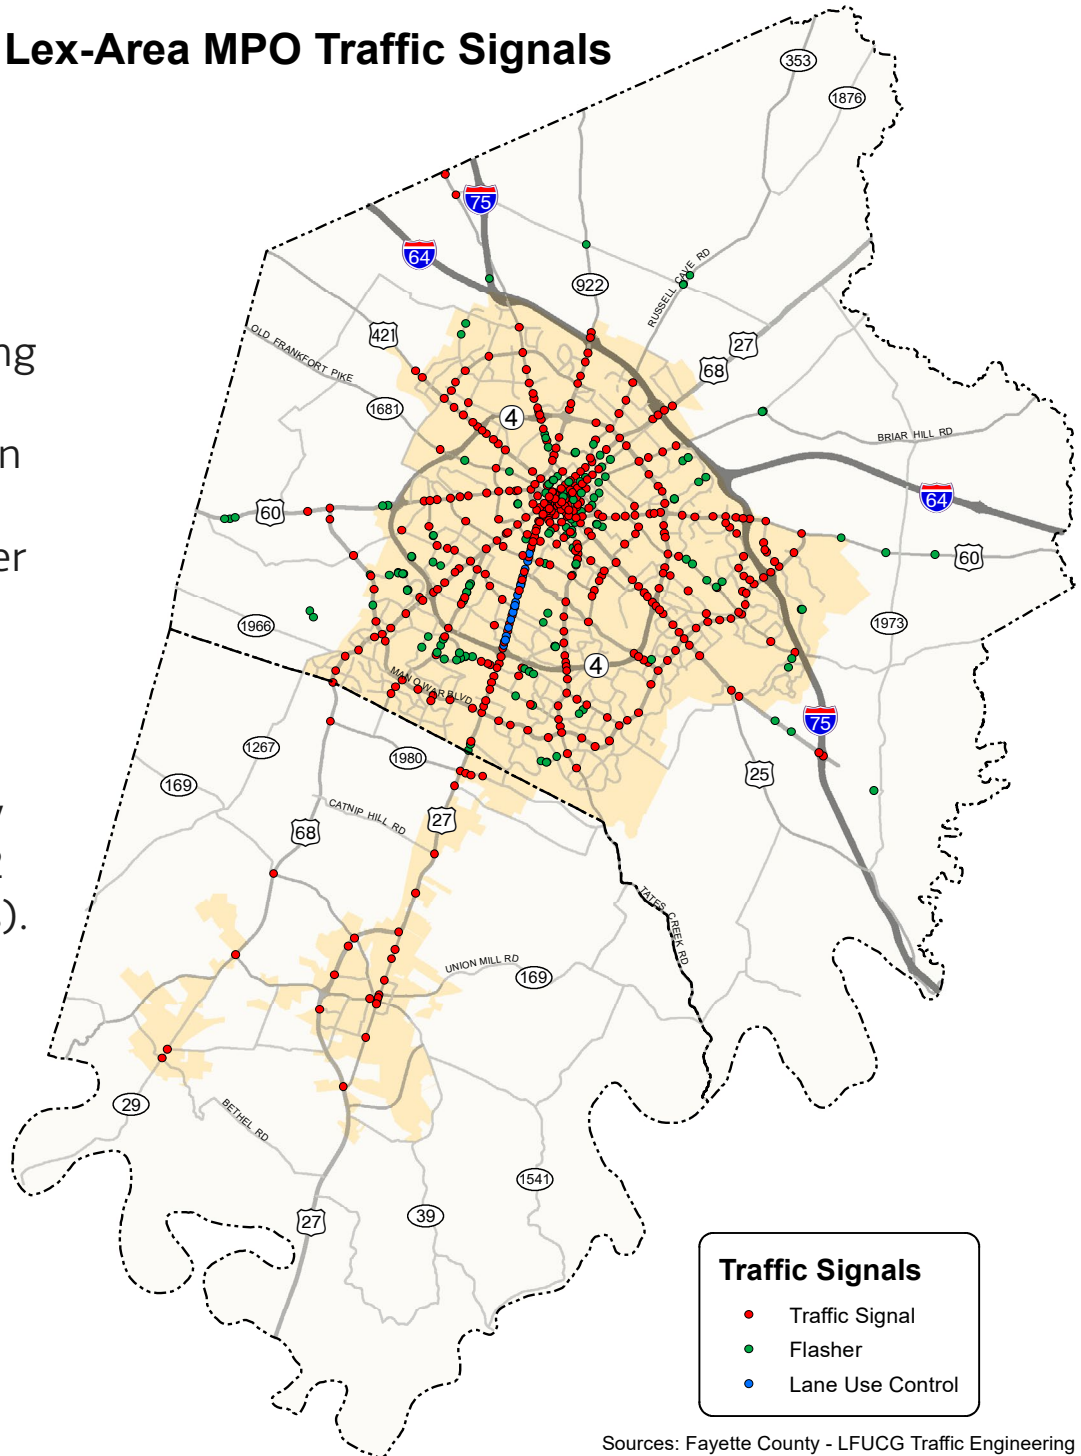 Lex-Area MPO Traffic Signals
353
1876
75
64
922
RUSSELL CAVE RD
421
27
68
OLD FRANKFORT PIKE
ng
1681
4
BRIAR HILL RD
n
64
60
er
60
1966
1973
4
MAN O WAR BLVD
75
1267
1980
25
169
CATNIP HILL RD
27
68
2
TATES CREEK RD
).
UNION MILL RD
169
29
BETHEL RD
1541
39
27
Traffic Signals
Traffic Signal
Flasher
Lane Use Control
Sources: Fayette County - LFUCG Traffic Engineering